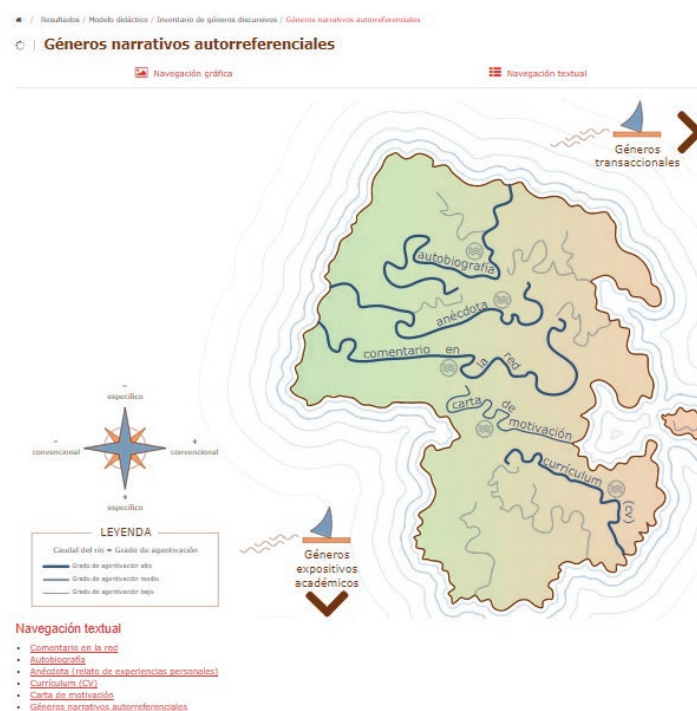 / Resultados / Modelo didáctico / Inventario de géneros discursivos / Géneros narrativos autorreferenciales
| Géneros narrativos autorreferenciales
Navegación gráfica
Navegación textual
Géneros
transaccionales
autobiografía
anécdota
comentario en la red
carta de motivación
currículum (CV)
-
específico
-
convencional
+
convencional
+
específico
LEYENDA
Caudal del río = Grado de agentivación
Grado de agentivación alto
Grado de agentivación medio
Grado de agentivación bajo
Géneros
expositivos
académicos
Navegación textual
Comentario en la red
Autobiografía
Anécdota (relato de experiencias personales)
Currículum (CV)
Carta de motivación
Géneros narrativos autorreferenciales